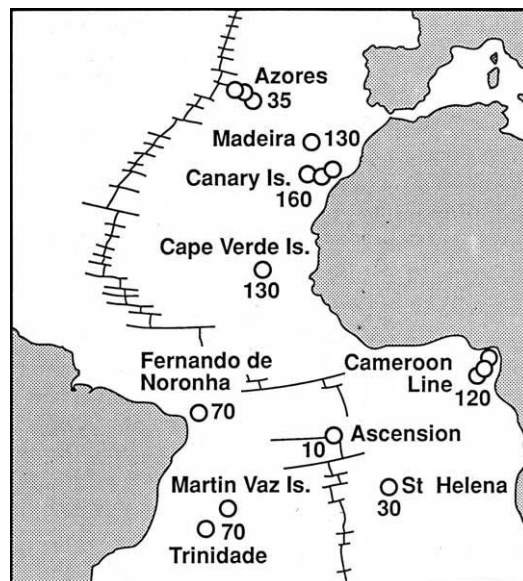 Azores
35
Madeira 130
Canary Is.
160
Cape Verde Is.
130
Fernando de
Noronha
70
Cameroon
Line
120
Ascension
10
Martin Vaz Is.
70
Trinidade
St Helena
30